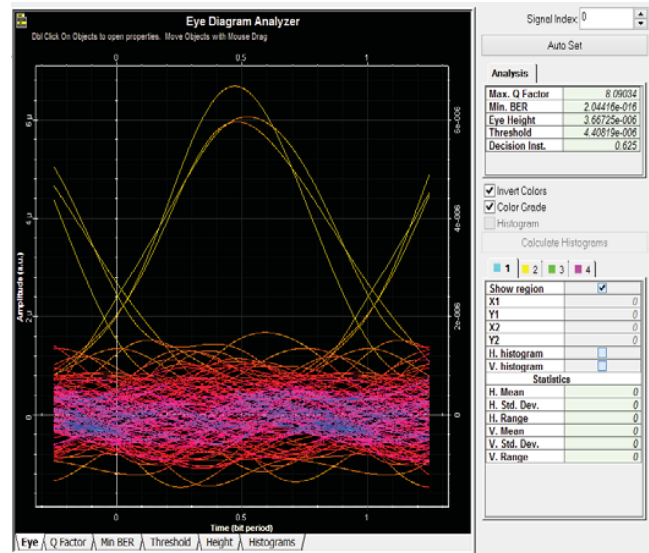 Eye Diagram Analyzer
Dbl Click On Objects to open properties. Move Objects with Mouse Drag
0 0.5 1
6 µ
4 µ
2 µ
0
6e-006
4e-006
2e-006
0
Amplitude (a.u.)
0 0.5 1
Time (bit period)
Eye Q Factor Min BER Threshold Height Histograms
Signal Index: 0
Auto Set
Analysis
Max. Q Factor 8.09034
Min. BER 2.04416e-016
Eye Height 3.66725e-006
Threshold 4.40819e-006
Decision Inst. 0.625
Invert Colors
Color Grade
Histogram
Calculate Histograms
1 2 3 4
Show region
X1 0
Y1 0
X2 0
Y2 0
H. histogram
V. histogram
Statistics
H. Mean 0
H. Std. Dev. 0
H. Range 0
V. Mean 0
V. Std. Dev. 0
V. Range 0